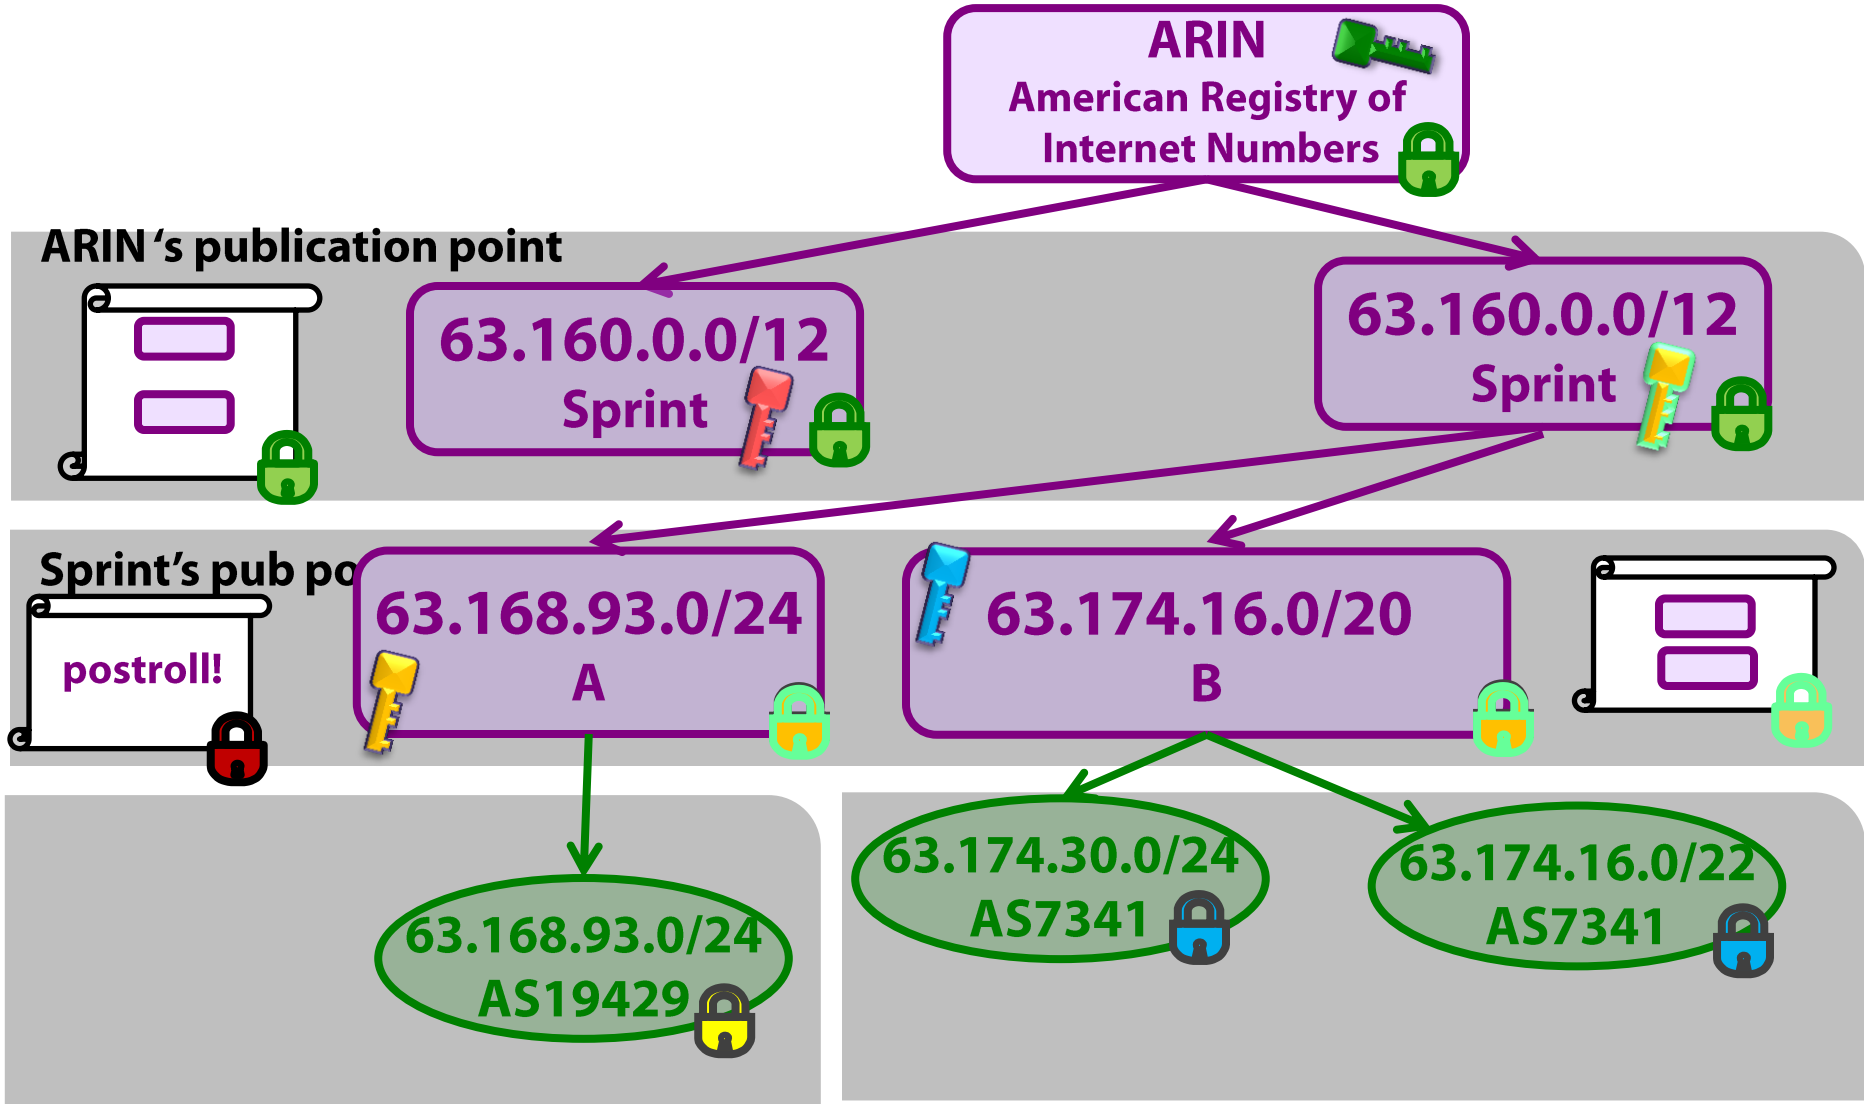 ARIN
American Registry of
Internet Numbers
ARIN ‘s publication point
63.160.0.0/12
Sprint
63.160.0.0/12
Sprint
Sprint’s pub po
postroll!
63.168.93.0/24
A
63.174.16.0/20
B
63.168.93.0/24
AS19429
63.174.30.0/24
AS7341
63.174.16.0/22
AS7341